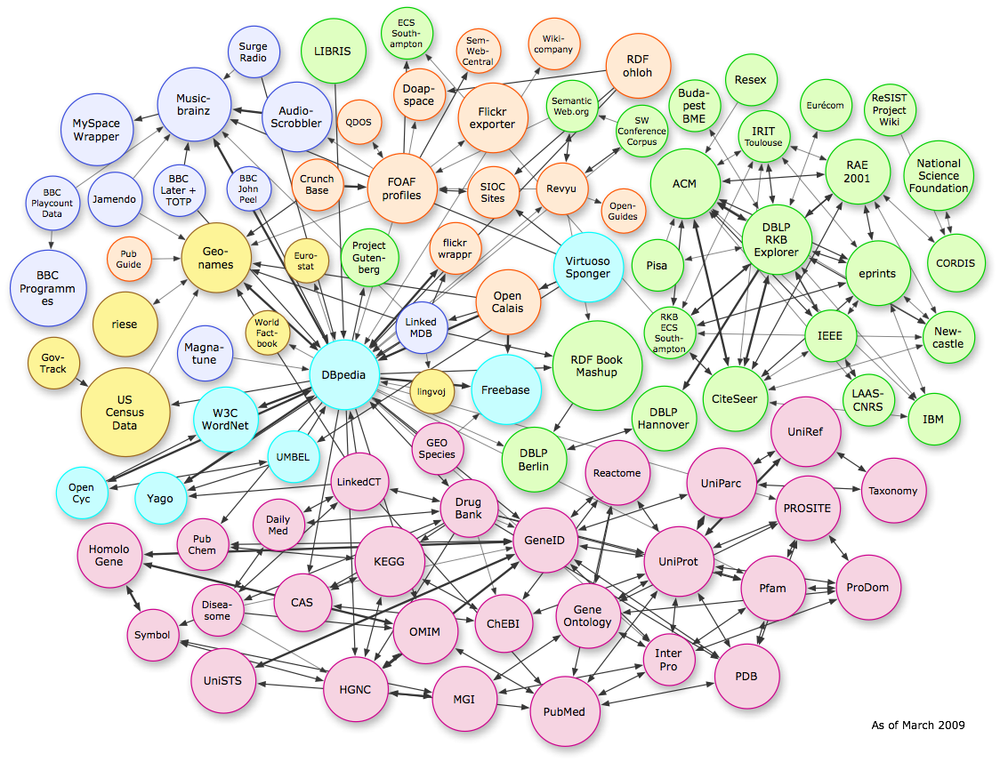 ECS
South-
ampton
Surge
Radio
LIBRIS
Sem-
Web-
Central
Wiki-
company
RDF
ohloh
Resex
Music-
brainz
Doap-
space
Semantic
Web.org
Buda-
pest
BME
Eurécom
ReSIST
Project
Wiki
MySpace
Wrapper
Audio-
Scrobbler
QDOS
Flickr
exporter
SW
Conference
Corpus
IRIT
Toulouse
BBC
Playcount
Data
Jamendo
BBC
Later +
TOTP
BBC
John
Peel
Crunch
Base
FOAF
profiles
SIOC
Sites
Revyu
Open-
Guides
ACM
RAE
2001
National
Science
Foundation
BBC
Programm
es
Pub
Guide
Geo-
names
Euro-
stat
Project
Guten-
berg
flickr
wrappr
Virtuoso
Sponger
Pisa
DBLP
RKB
Explorer
eprints
CORDIS
riese
World
Fact-
book
Linked
MDB
Open
Calais
RKB
ECS
South-
ampton
IEEE
New-
castle
Gov-
Track
Magna-
tune
DBpedia
lingvoj
Freebase
RDF Book
Mashup
US
Census
Data
W3C
WordNet
DBLP
Hannover
CiteSeer
LAAS-
CNRS
IBM
Open
Cyc
Yago
UMBEL
GEO
Species
DBLP
Berlin
UniRef
LinkedCT
Reactome
UniParc
Taxonomy
Homolo
Gene
Pub
Chem
Daily
Med
Drug
Bank
GeneID
PROSITE
KEGG
UniProt
Pfam
ProDom
Symbol
Disea-
some
CAS
OMIM
ChEBI
Gene
Ontology
UniSTS
HGNC
MGI
PubMed
Inter
Pro
PDB
As of March 2009